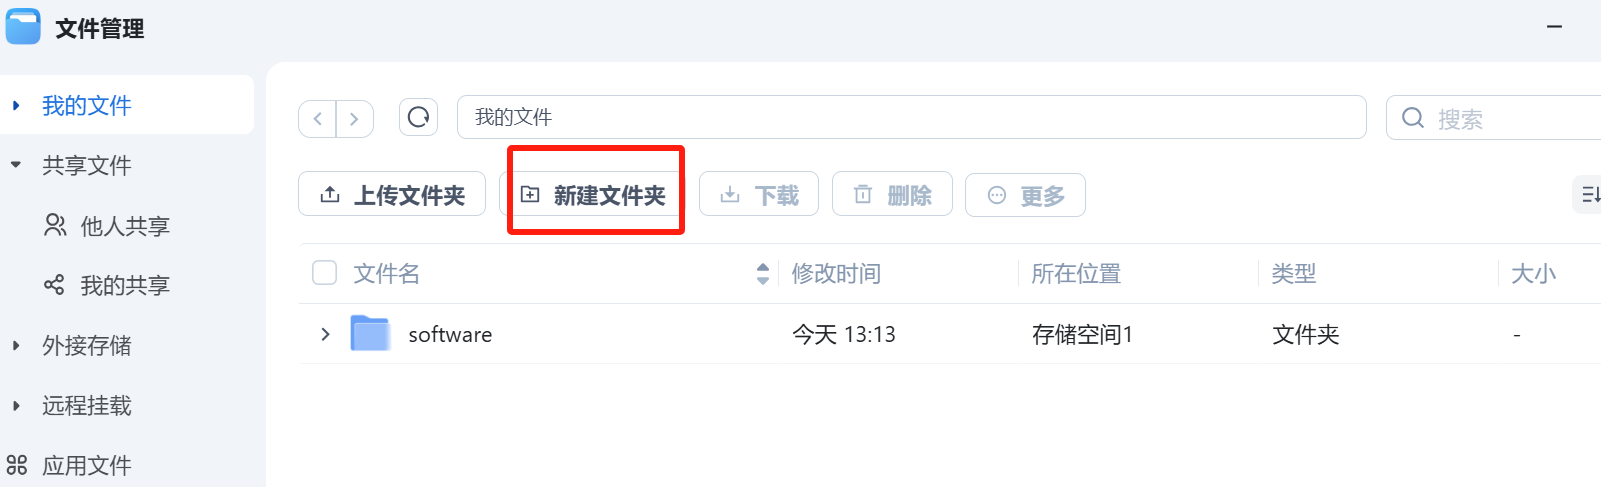 文件管理
我的文件
共享文件
他人共享
我的共享
外接存储
远程挂载
应用文件
我的文件
搜索
上传文件夹 新建文件夹 下载 删除 更多
文件名 修改时间 所在位置 类型 大小
software 今天 13:13 存储空间1 文件夹 -